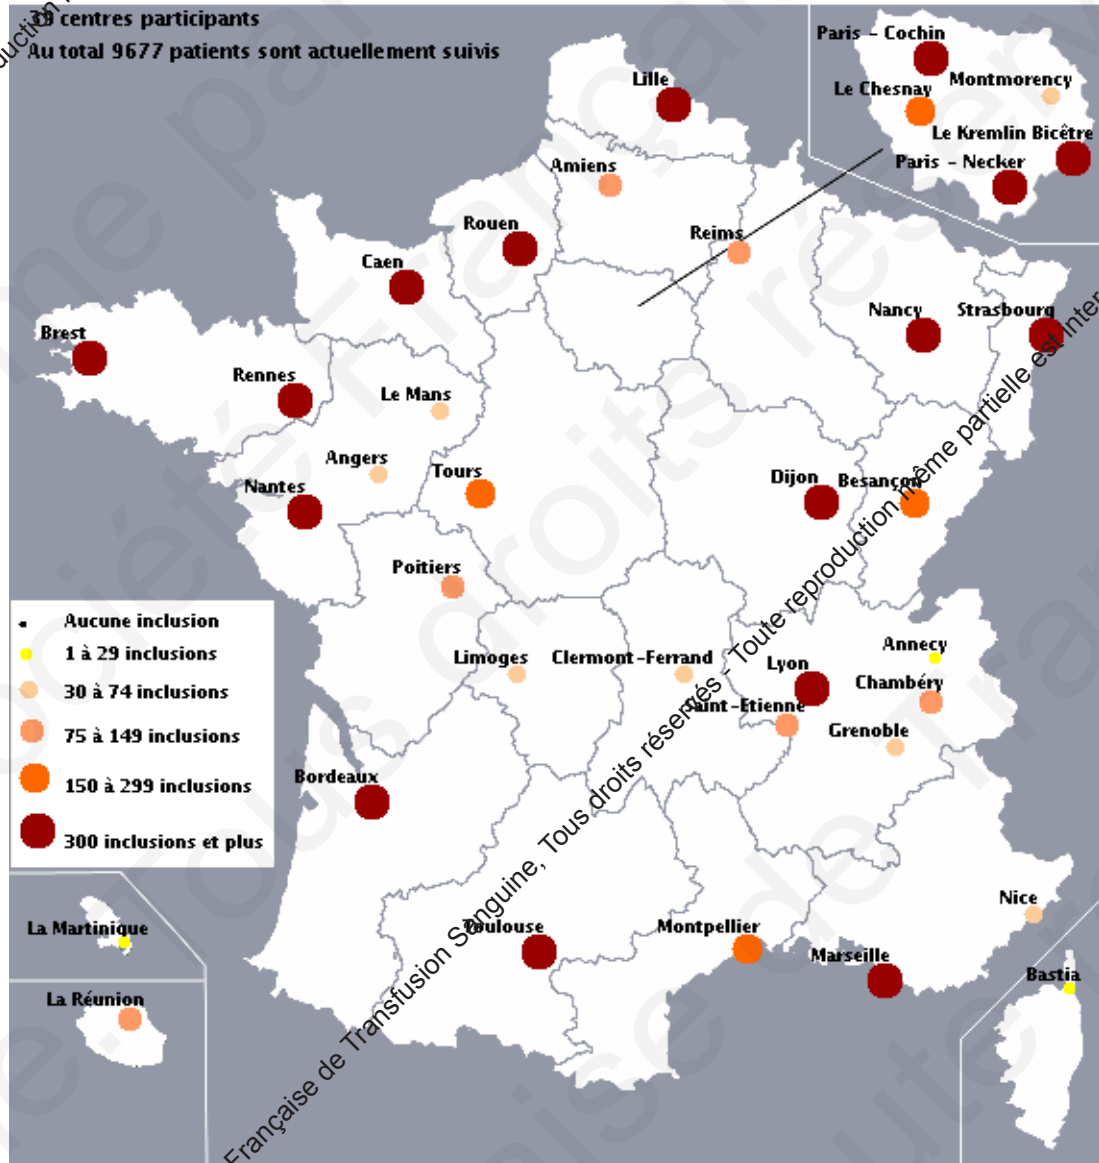 39 centres participants
Au total 9677 patients sont actuellement suivis
Paris - Cochin
Montmorency
Le Chesnay
Le Kremlin Bicêtre
Paris - Necker
Lille
Amiens
Rouen
Reims
Caen
Nancy
Strasbourg
Brest
Rennes
Le Mans
Angers
Tours
Nantes
Dijon
Besançon
Poitiers
Limoges
Clermont-Ferrand
Annecy
Lyon
Chambéry
Saint-Etienne
Grenoble
Bordeaux
Toulouse
Montpellier
Marseille
Nice
Bastia
Aucune inclusion
1 à 29 inclusions
30 à 74 inclusions
75 à 149 inclusions
150 à 299 inclusions
300 inclusions et plus
La Martinique
La Réunion
Française de Transfusion Sanguine, Tous droits réservés - Toute reproduction même partielle est inter